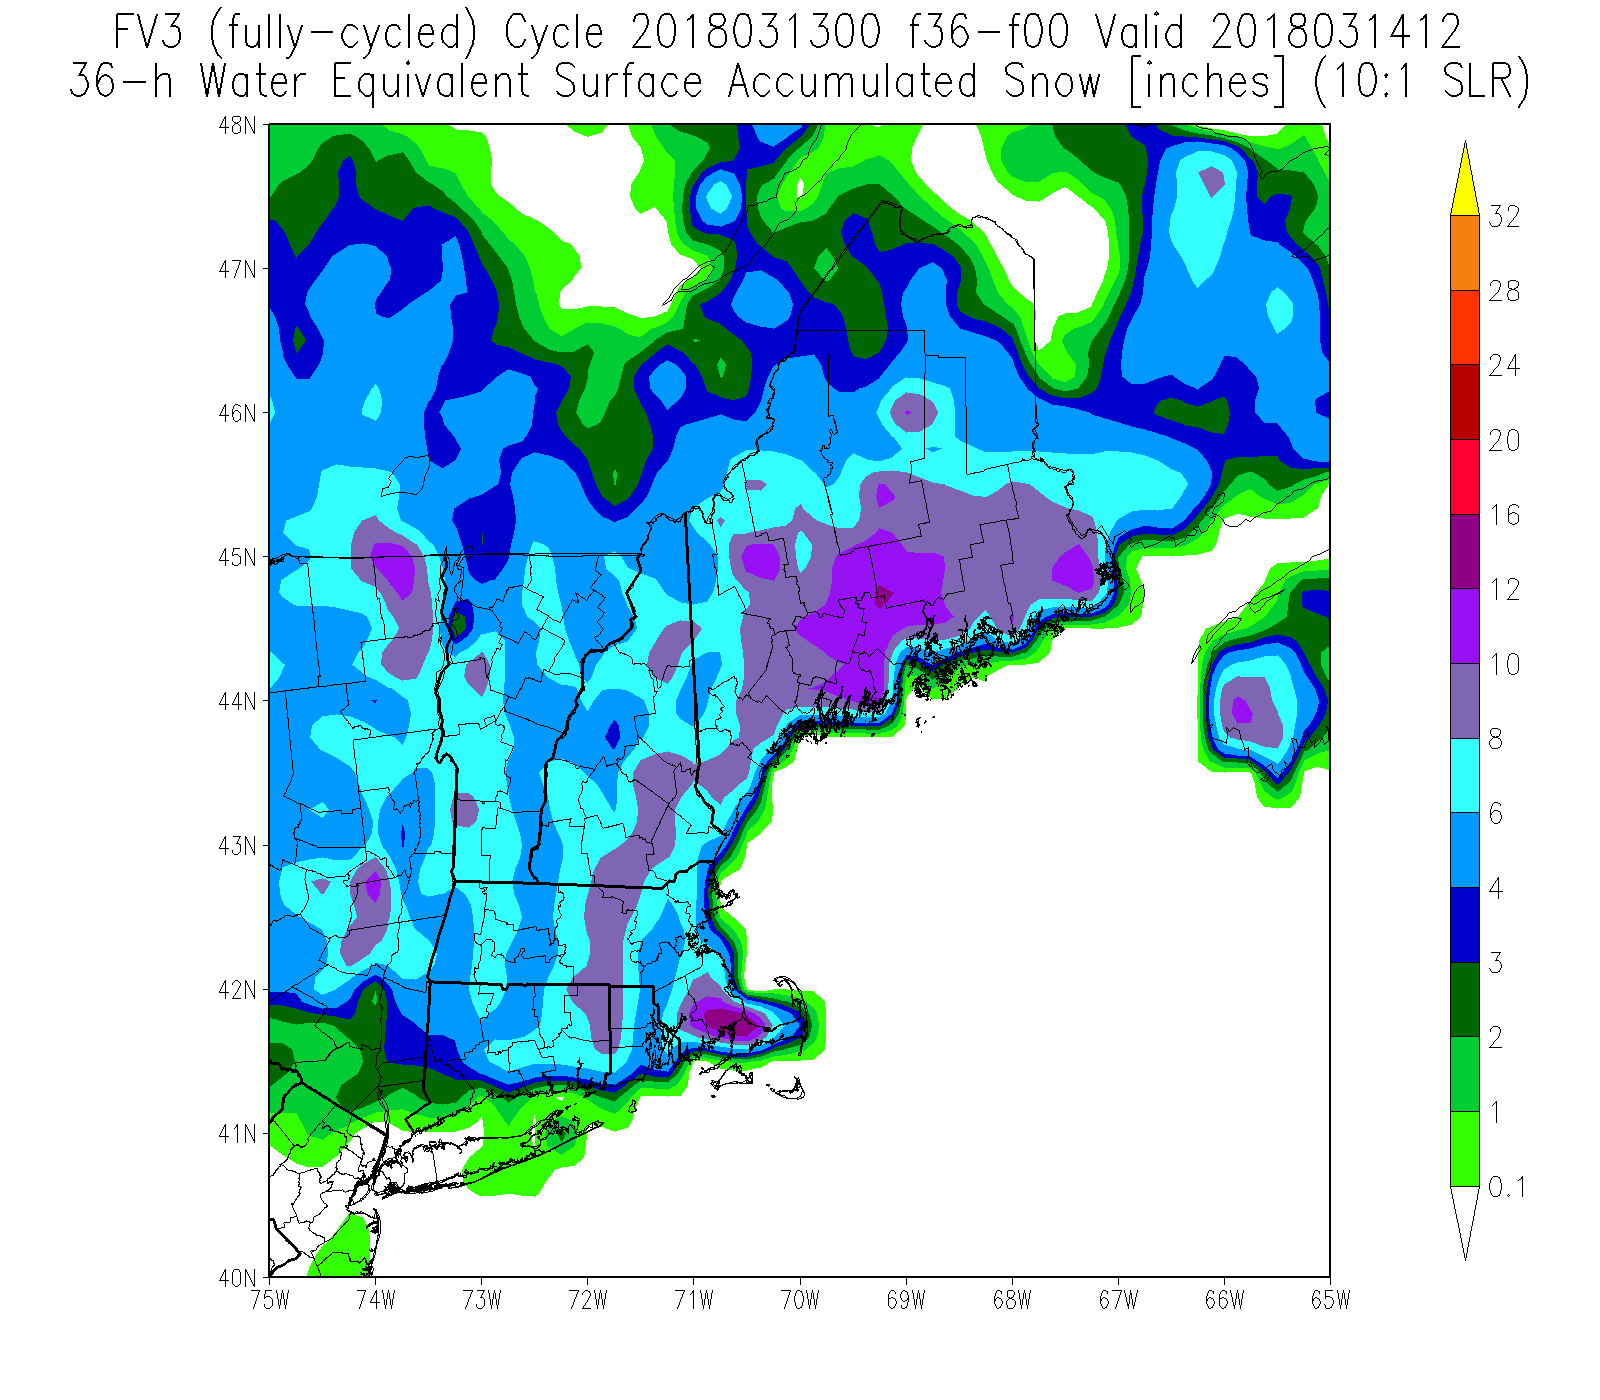 FV3 (fully-cycled) Cycle 2018031300 f36-f00 Valid 2018031412
36-h Water Equivalent Surface Accumulated Snow [inches] (10:1 SLR)
48N
47N
46N
45N
44N
43N
42N
41N
40N
75W 74W 73W 72W 71W 70W 69W 68W 67W 66W 65W
32
28
24
20
16
12
10
8
6
4
3
2
1
0.1